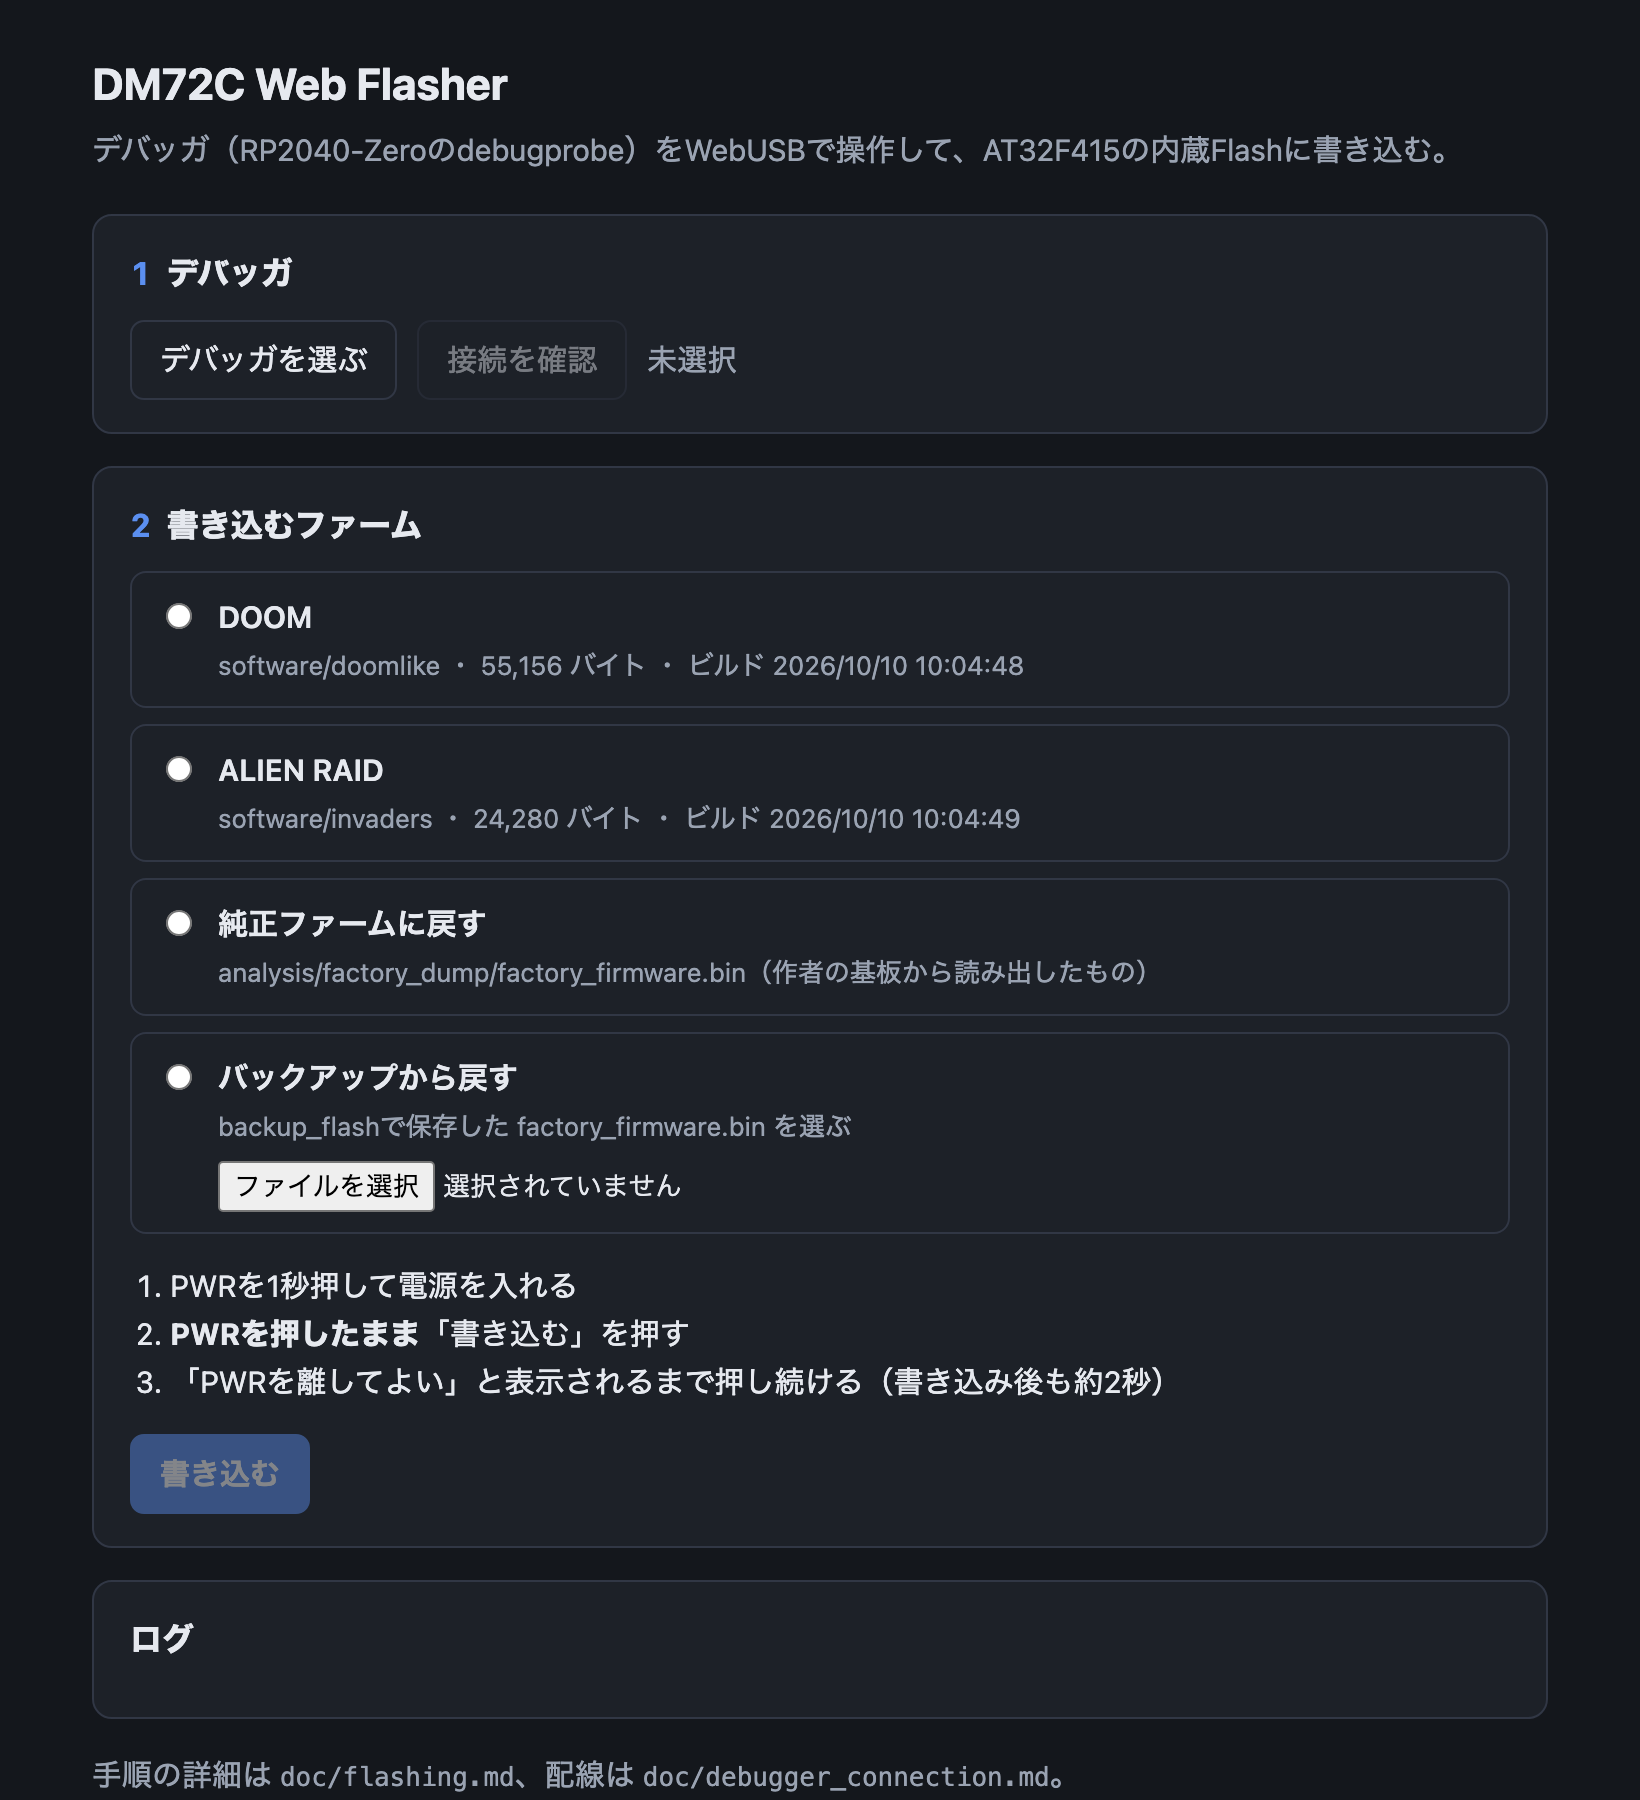 DM72C Web Flasher
デバッガ（RP2040-Zeroのdebugprobe）をWebUSBで操作して、AT32F415の内蔵Flashに書き込む。
1 デバッガ
デバッガを選ぶ 接続を確認 未選択
2 書き込むファーム
DOOM
software/doomlike ・ 55,156 バイト ・ ビルド 2026/10/10 10:04:48
ALIEN RAID
software/invaders ・ 24,280 バイト ・ ビルド 2026/10/10 10:04:49
純正ファームに戻す
analysis/factory_dump/factory_firmware.bin（作者の基板から読み出したもの）
バックアップから戻す
backup_flashで保存した factory_firmware.bin を選ぶ
ファイルを選択 選択されていません
1. PWRを1秒押して電源を入れる
2. PWRを押したまま「書き込む」を押す
3. 「PWRを離してよい」と表示されるまで押し続ける（書き込み後も約2秒）
書き込む
ログ
手順の詳細は doc/flashing.md、配線は doc/debugger_connection.md。